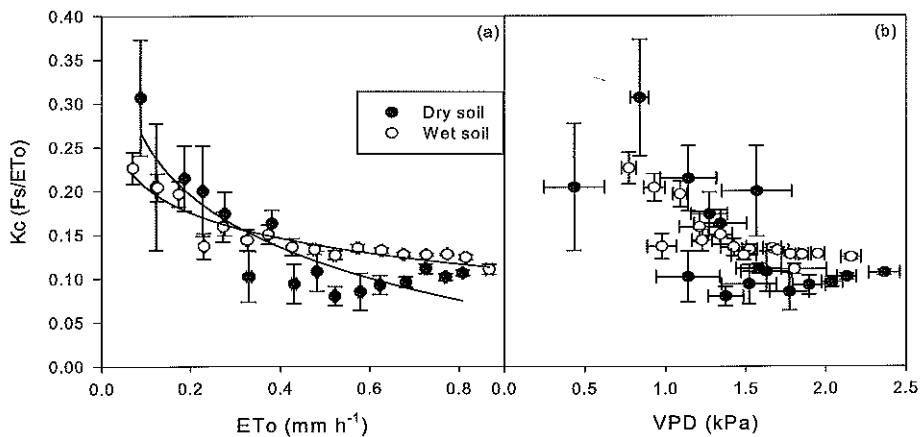 0.40
0.35
0.30
0.25
0.20
0.15
0.10
0.05
0.00
Kc (Fs/ETo)
(a)
Dry soil
Wet soil
0.0 0.2 0.4 0.6 0.8
ETo (mm h⁻¹)
(b)
0.0 0.5 1.0 1.5 2.0 2.5
VPD (kPa)